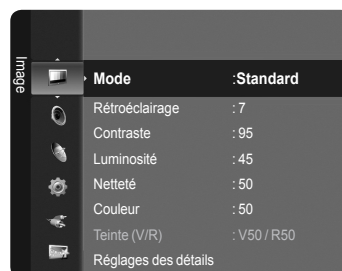 Image
Mode :Standard
Rétroéclairage : 7
Contraste : 95
Luminosité : 45
Netteté : 50
Couleur : 50
Teinte (V/R) : V50 / R50
Réglages des détails